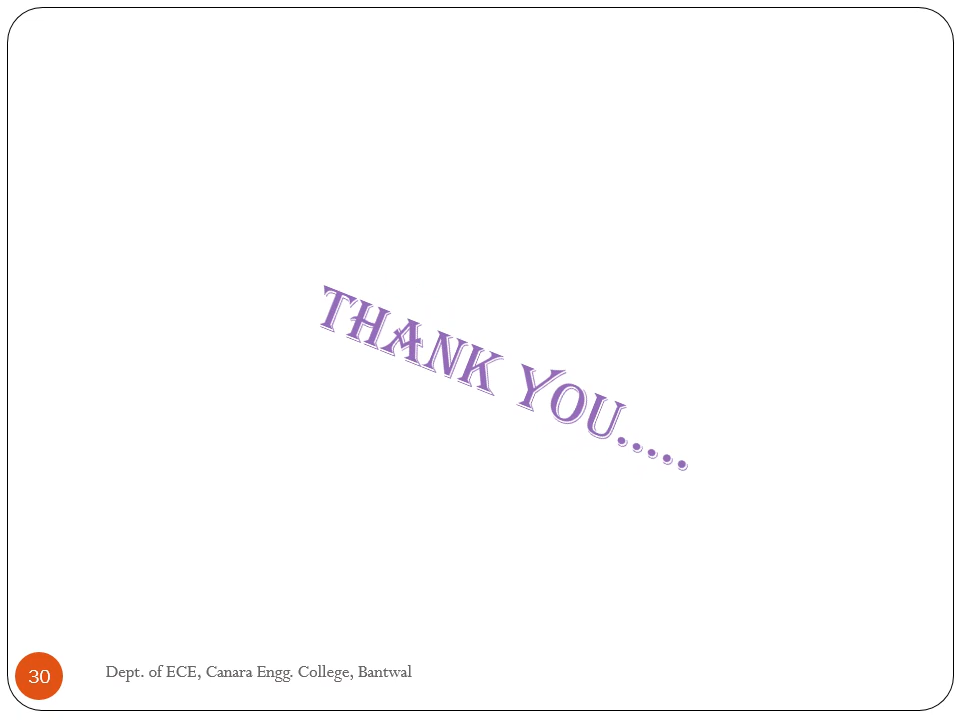 THANK YOU.....
30
Dept. of ECE, Canara Engg. College, Bantwal